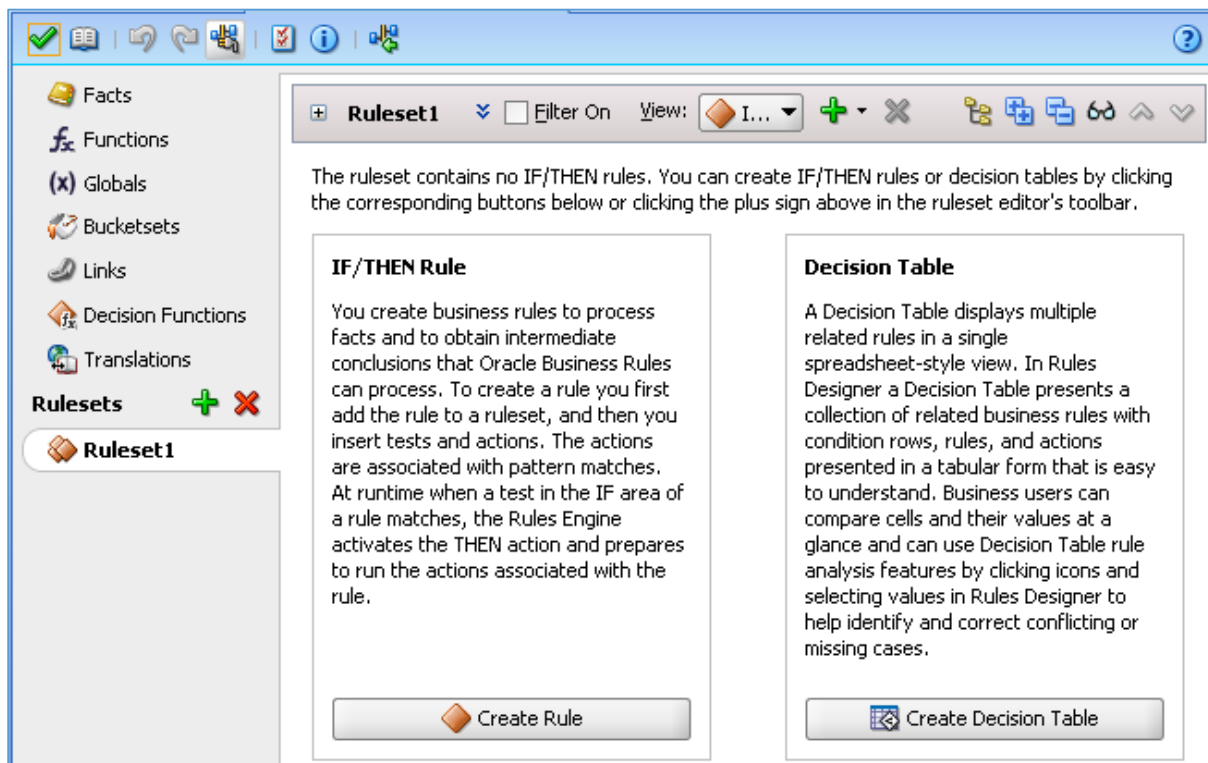 Facts
Functions
Globals
Bucketsets
Links
Decision Functions
Translations
Rulesets
Ruleset1
Ruleset1 Filter On View: I...
The ruleset contains no IF/THEN rules. You can create IF/THEN rules or decision tables by clicking
the corresponding buttons below or clicking the plus sign above in the ruleset editor's toolbar.
IF/THEN Rule
You create business rules to process
facts and to obtain intermediate
conclusions that Oracle Business Rules
can process. To create a rule you first
add the rule to a ruleset, and then you
insert tests and actions. The actions
are associated with pattern matches.
At runtime when a test in the IF area of
a rule matches, the Rules Engine
activates the THEN action and prepares
to run the actions associated with the
rule.
Create Rule
Decision Table
A Decision Table displays multiple
related rules in a single
spreadsheet-style view. In Rules
Designer a Decision Table presents a
collection of related business rules with
condition rows, rules, and actions
presented in a tabular form that is easy
to understand. Business users can
compare cells and their values at a
glance and can use Decision Table rule
analysis features by clicking icons and
selecting values in Rules Designer to
help identify and correct conflicting or
missing cases.
Create Decision Table